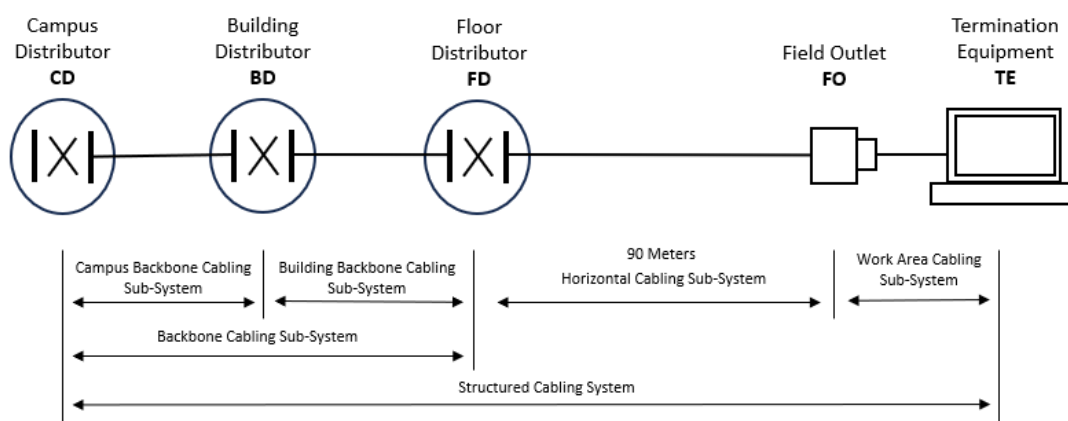 Campus
Distributor
CD
Building
Distributor
BD
Floor
Distributor
FD
Field Outlet
FO
Termination
Equipment
TE
Campus Backbone Cabling
Sub-System
Building Backbone Cabling
Sub-System
90 Meters
Horizontal Cabling Sub-System
Work Area Cabling
Sub-System
Backbone Cabling Sub-System
Structured Cabling System